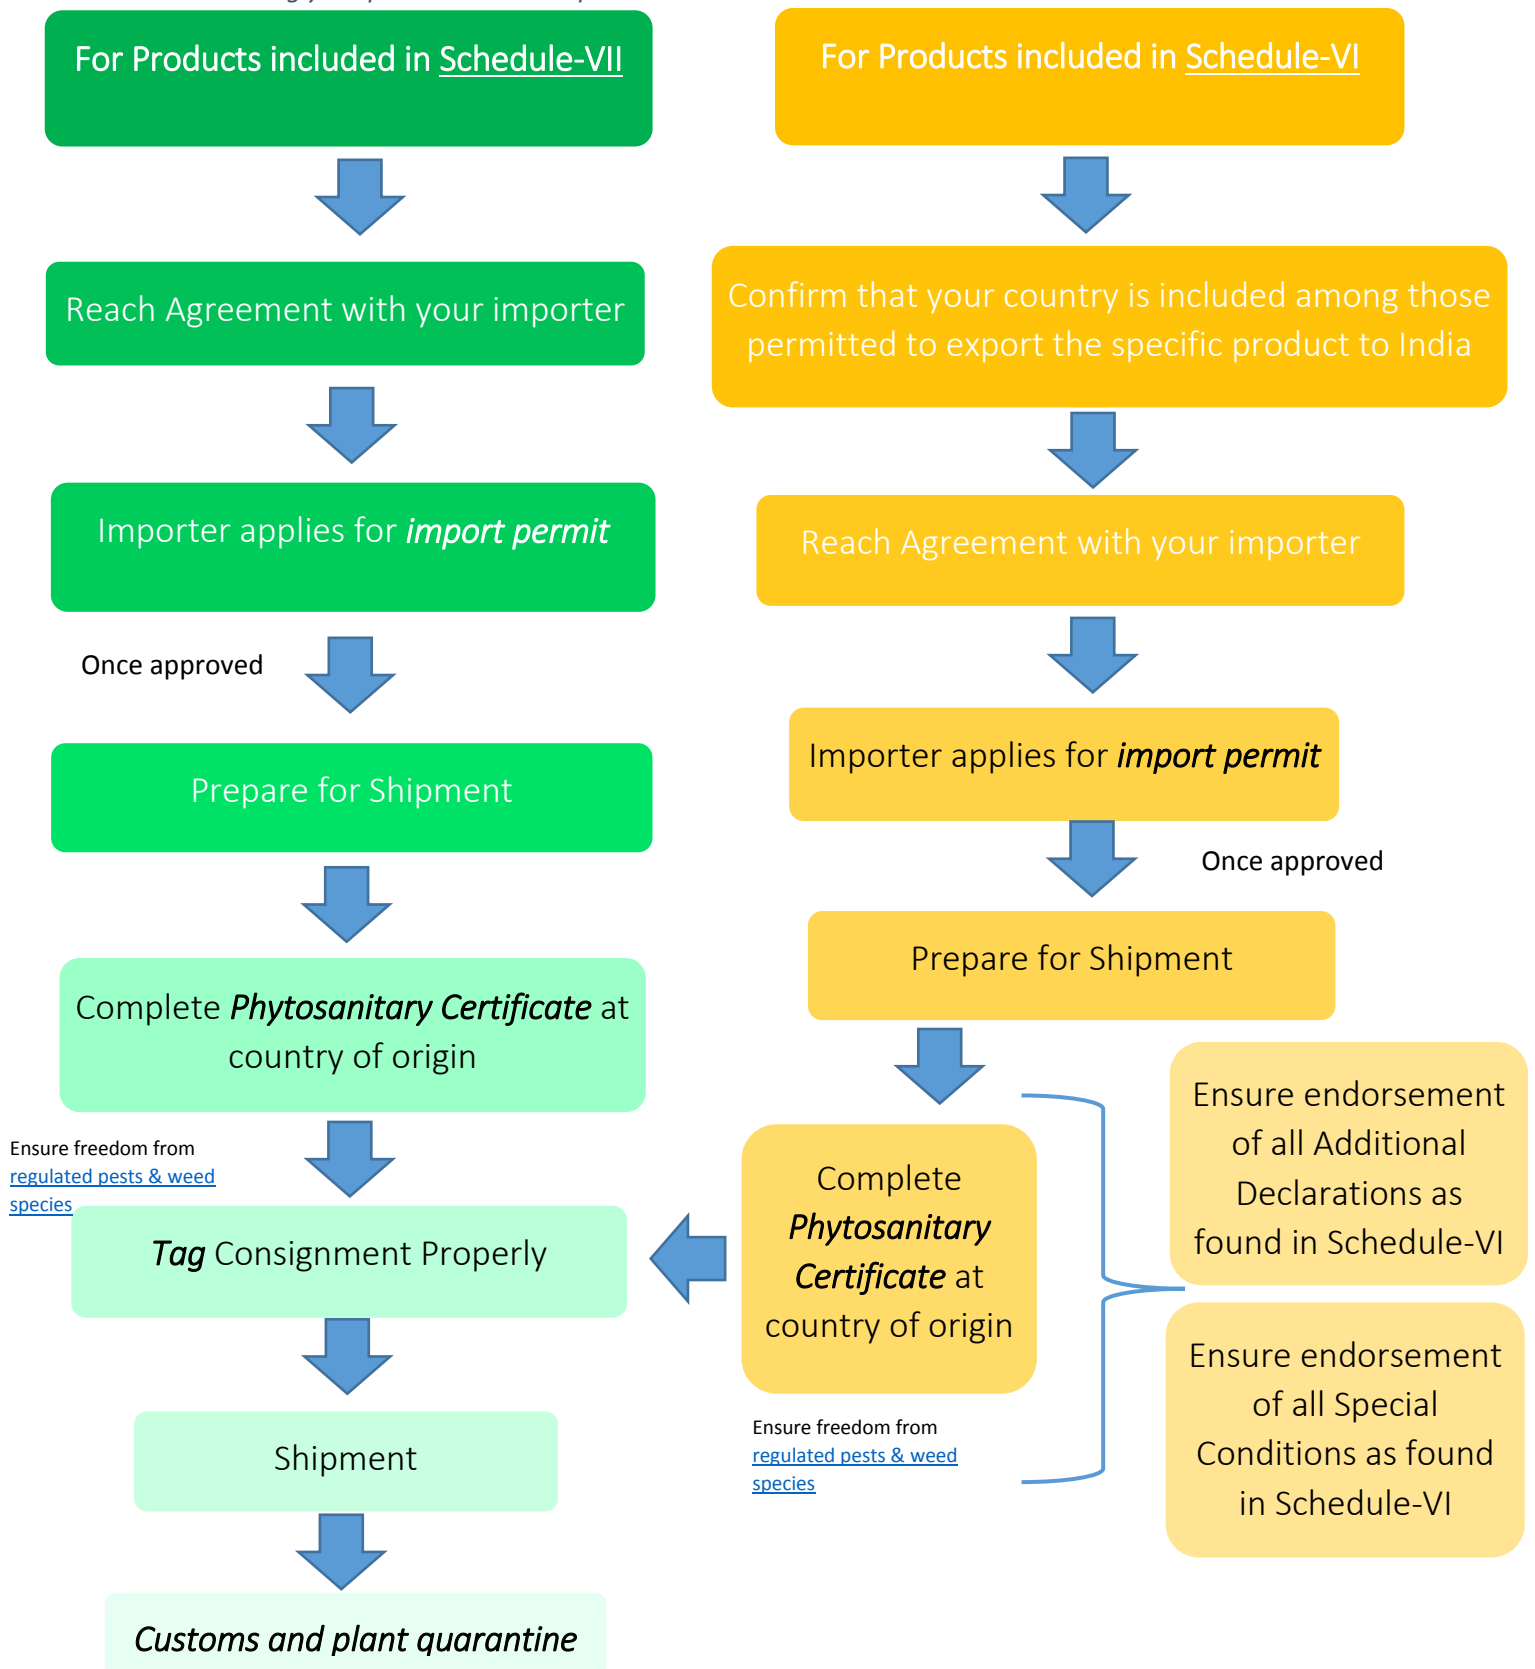 For Products included in Schedule-VII
Reach Agreement with your importer
Importer applies for import permit
Once approved
Prepare for Shipment
Complete Phytosanitary Certificate at
country of origin
Ensure freedom from
regulated pests & weed
species
Tag Consignment Properly
Shipment
Customs and plant quarantine
For Products included in Schedule-VI
Confirm that your country is included among those
permitted to export the specific product to India
Reach Agreement with your importer
Importer applies for import permit
Once approved
Prepare for Shipment
Complete
Phytosanitary
Certificate at
country of origin
Ensure freedom from
regulated pests & weed
species
Ensure endorsement
of all Additional
Declarations as
found in Schedule-VI
Ensure endorsement
of all Special
Conditions as found
in Schedule-VI